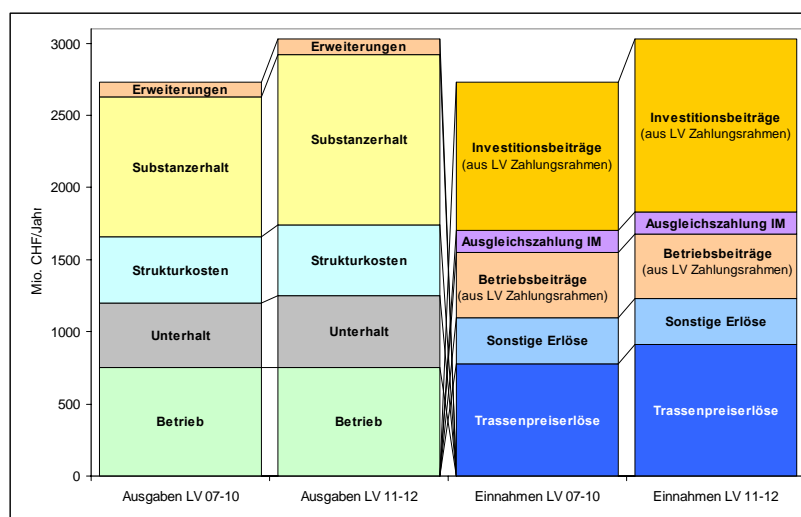 Mio. CHF/Jahr
3000
2500
2000
1500
1000
500
0
Erweiterungen
Substanzerhalt
Strukturkosten
Unterhalt
Betrieb
Erweiterungen
Substanzerhalt
Strukturkosten
Unterhalt
Betrieb
Investitionsbeiträge
(aus LV Zahlungsrahmen)
Ausgleichszahlung IM
Betriebsbeiträge
(aus LV Zahlungsrahmen)
Sonstige Erlöse
Trassenpreiserlöse
Investitionsbeiträge
(aus LV Zahlungsrahmen)
Ausgleichszahlung IM
Betriebsbeiträge
(aus LV Zahlungsrahmen)
Sonstige Erlöse
Trassenpreiserlöse
Ausgaben LV 07-10
Ausgaben LV 11-12
Einnahmen LV 07-10
Einnahmen LV 11-12